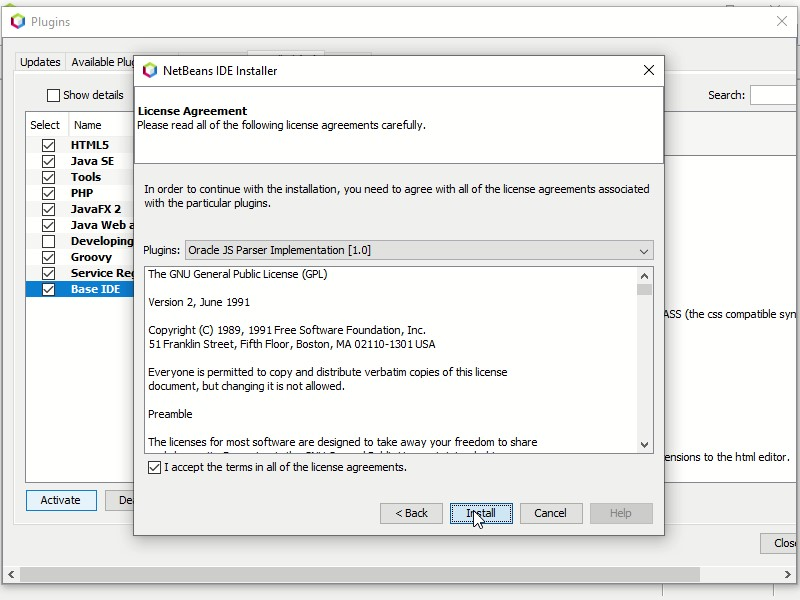 Plugins
Updates
Available Plug
Show details
Search:
Select
Name
HTML5
Java SE
Tools
PHP
JavaFX 2
Java Web a
Developing
Groovy
Service Reg
Base IDE
Activate
De
ASS (the css compatible syn
ensions to the html editor.
Close
NetBeans IDE Installer
License Agreement
Please read all of the following license agreements carefully.
In order to continue with the installation, you need to agree with all of the license agreements associated
with the particular plugins.
Plugins: Oracle JS Parser Implementation [1.0]
The GNU General Public License (GPL)
Version 2, June 1991
Copyright (C) 1989, 1991 Free Software Foundation, Inc.
51 Franklin Street, Fifth Floor, Boston, MA 02110-1301 USA
Everyone is permitted to copy and distribute verbatim copies of this license
document, but changing it is not allowed.
Preamble
The licenses for most software are designed to take away your freedom to share
I accept the terms in all of the license agreements.
< Back
Install
Cancel
Help